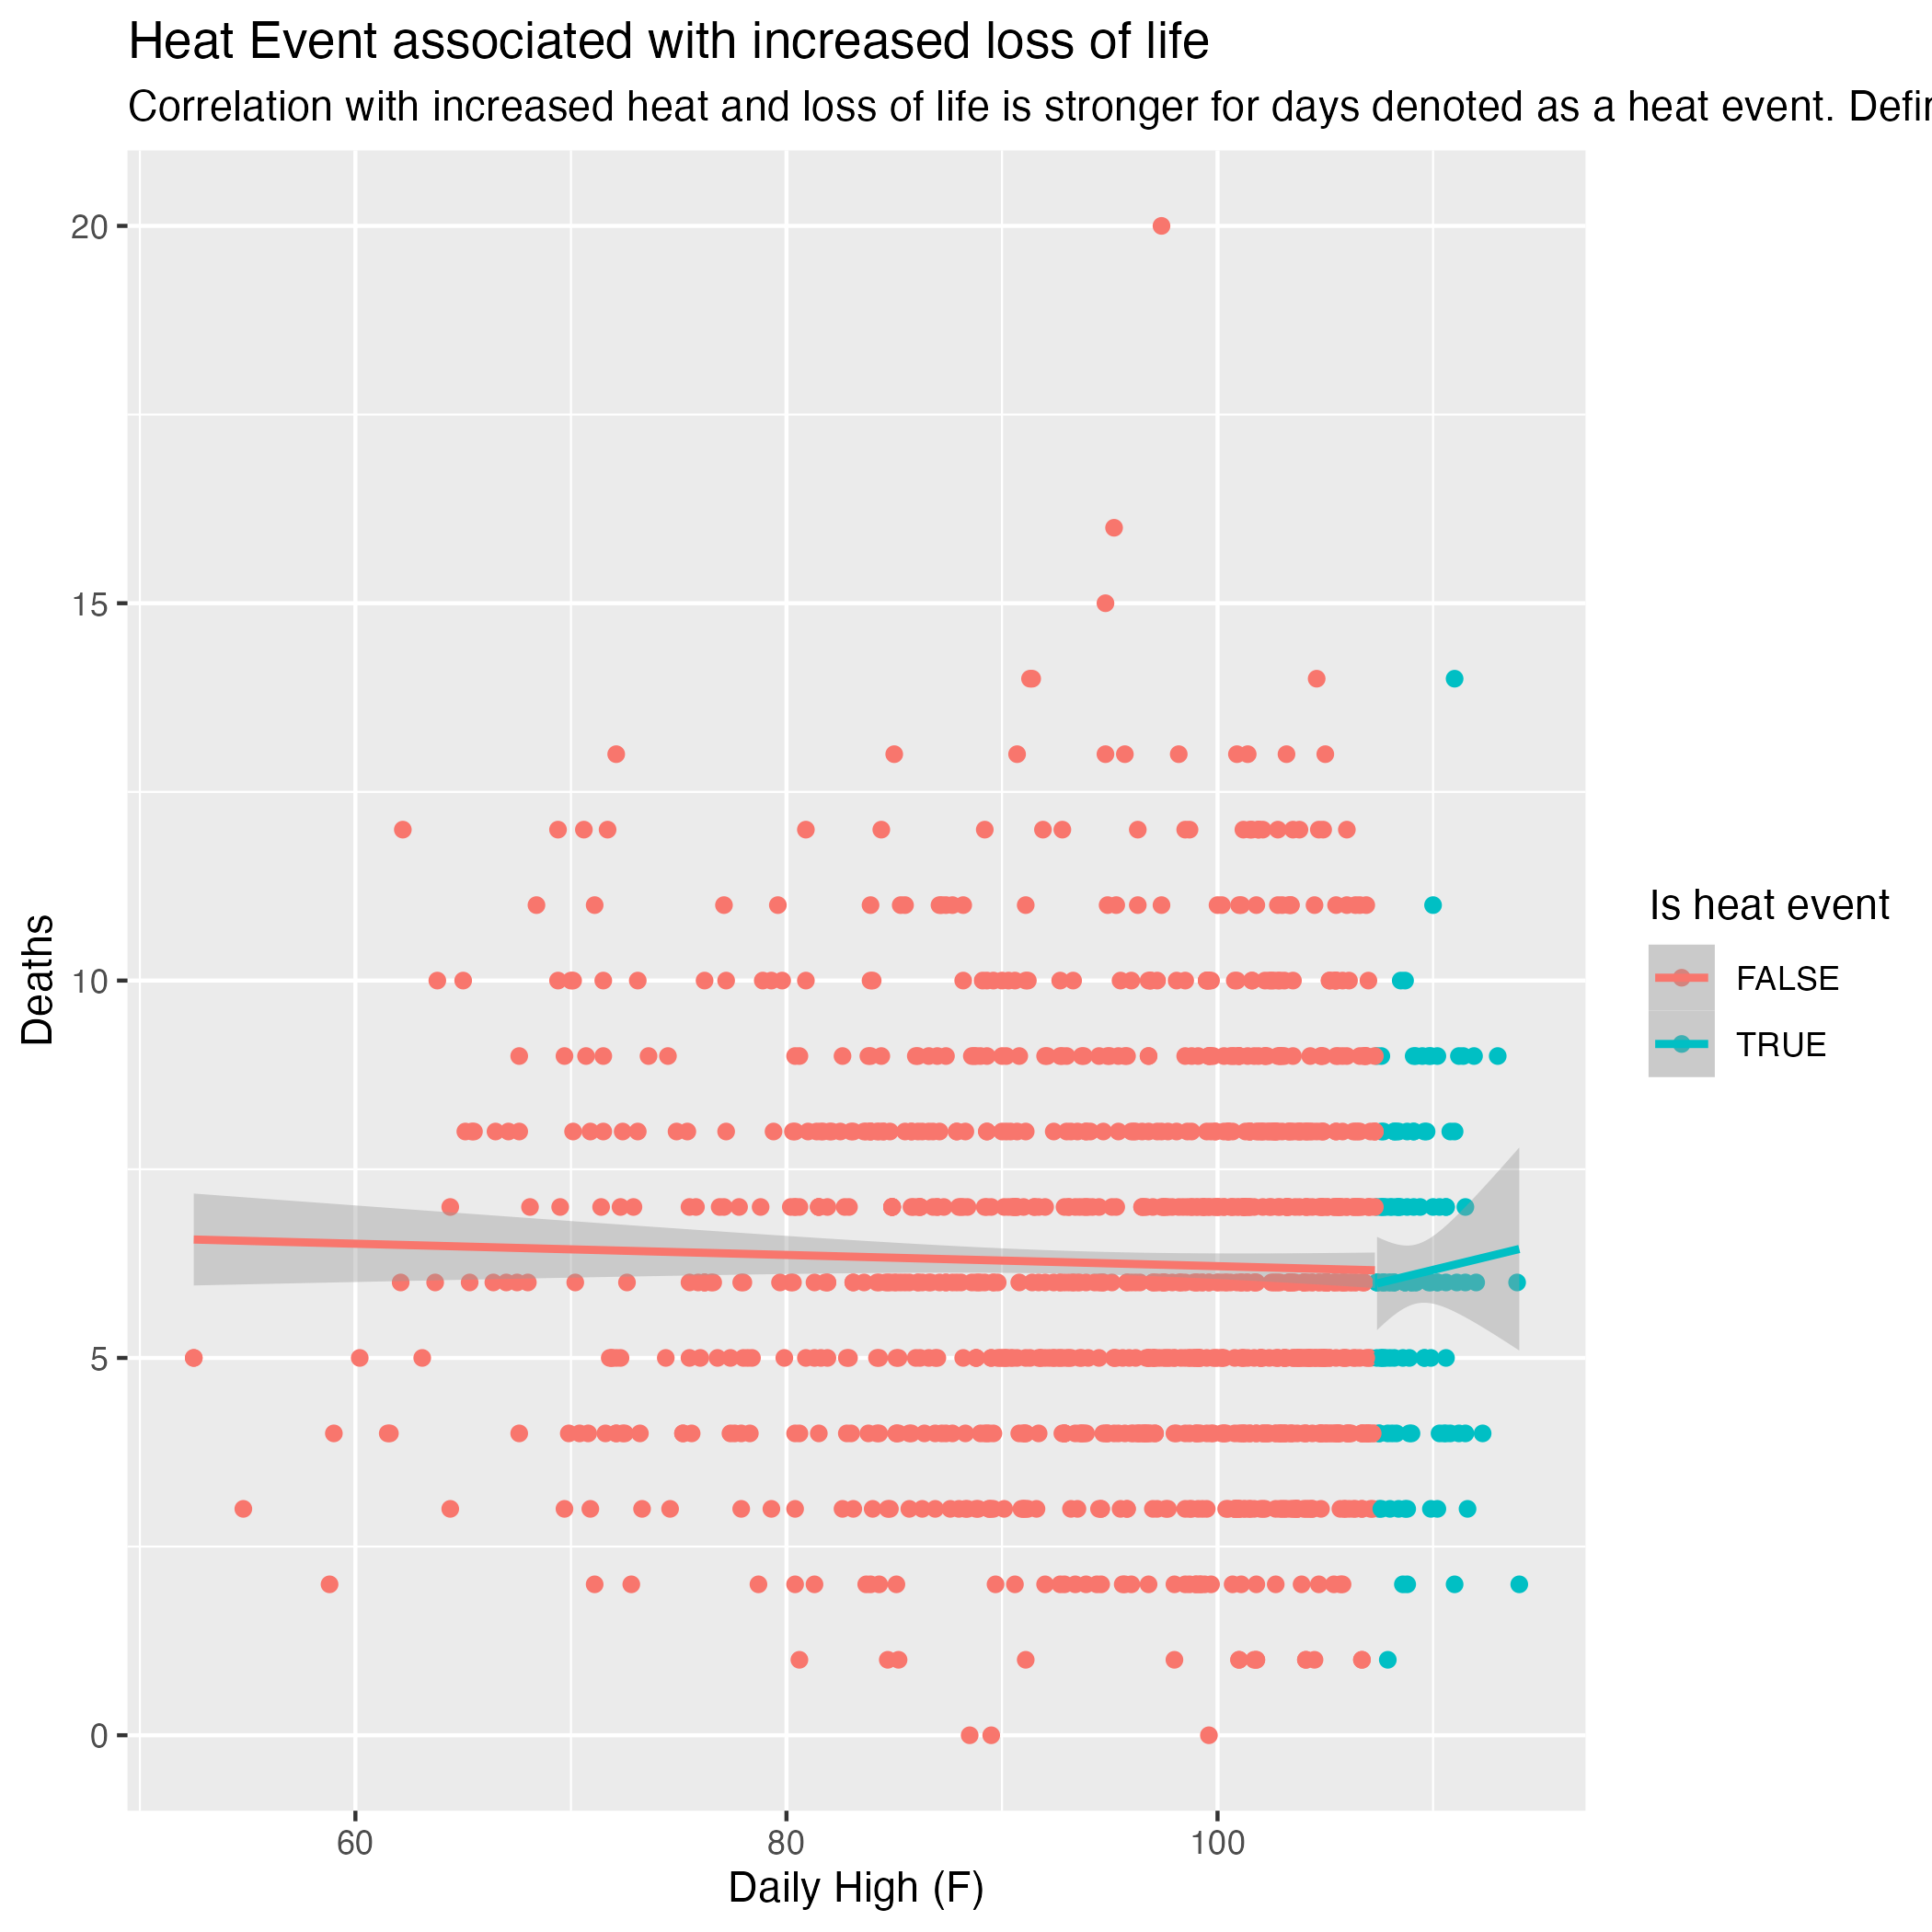 Heat Event associated with increased loss of life
Correlation with increased heat and loss of life is stronger for days denoted as a heat event.
20
15
10
5
0
Deaths
60
80
100
Daily High (F)
Is heat event
FALSE
TRUE